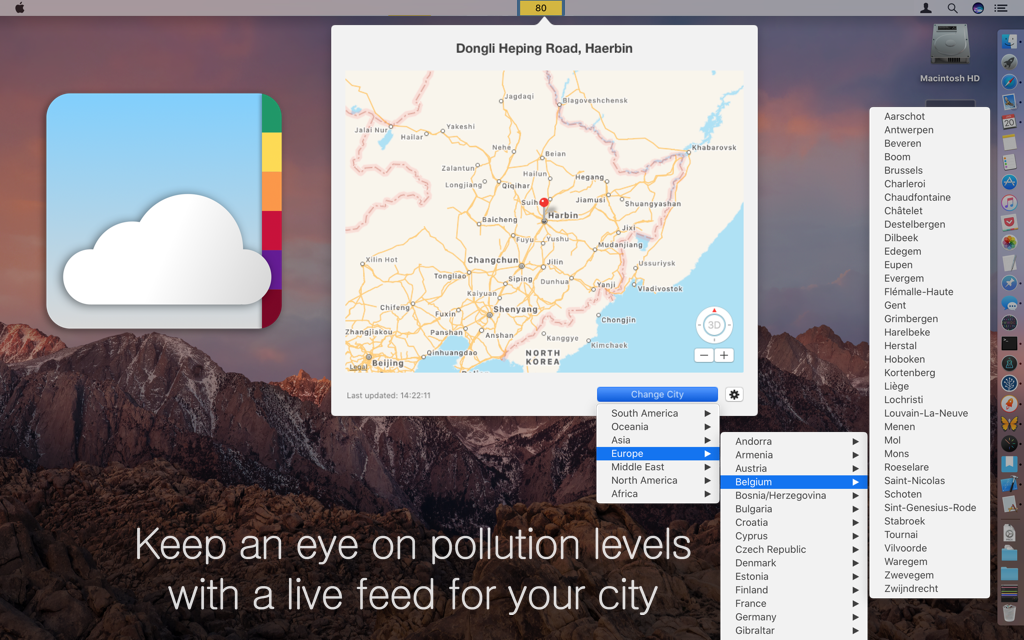 80
Macintosh HD
20
Dongli Heping Road, Haerbin
Jagdaqi
Blagoveshchensk
Jalai Nur
Hailar
Yakeshi
Khabarovsk
Nehe
Beian
Zalantun
Hailun
Hegang
Longjiang
Qiqihar
Suih
Jiamusi
Shuangyashan
Harbin
Baicheng
Jixi
Fuyu
Yushu
Mudanjiang
Xilin Hot
Changchun
Jilin
Ussuriysk
Tongliao
Siping
Dunhua
Yanji
Vladivostok
Kaiyuan
Chifeng
Fuxin
Shenyang
Chongjin
Zhangjiakou
Panshan
Anshan
Kanggye
Kimchaek
Qinhuangdao
NORTH
KOREA
Beijing
Legal
3D
Last updated: 14:22:11
Change City
South America
Oceania
Asia
Europe
Middle East
North America
Africa
Andorra
Armenia
Austria
Belgium
Bosnia/Herzegovina
Bulgaria
Croatia
Cyprus
Czech Republic
Denmark
Estonia
Finland
France
Germany
Gibraltar
Aarschot
Antwerpen
Beveren
Boom
Brussels
Charleroi
Chaudfontaine
Châtelet
Destelbergen
Dilbeek
Edegem
Eupen
Evergem
Flémalle-Haute
Gent
Grimbergen
Harelbeke
Herstal
Hoboken
Kortenberg
Liège
Lochristi
Louvain-La-Neuve
Menen
Mol
Mons
Roeselare
Saint-Nicolas
Schoten
Sint-Genesius-Rode
Stabroek
Tournai
Vilvoorde
Waregem
Zwevegem
Zwijndrecht
Keep an eye on pollution levels
with a live feed for your city